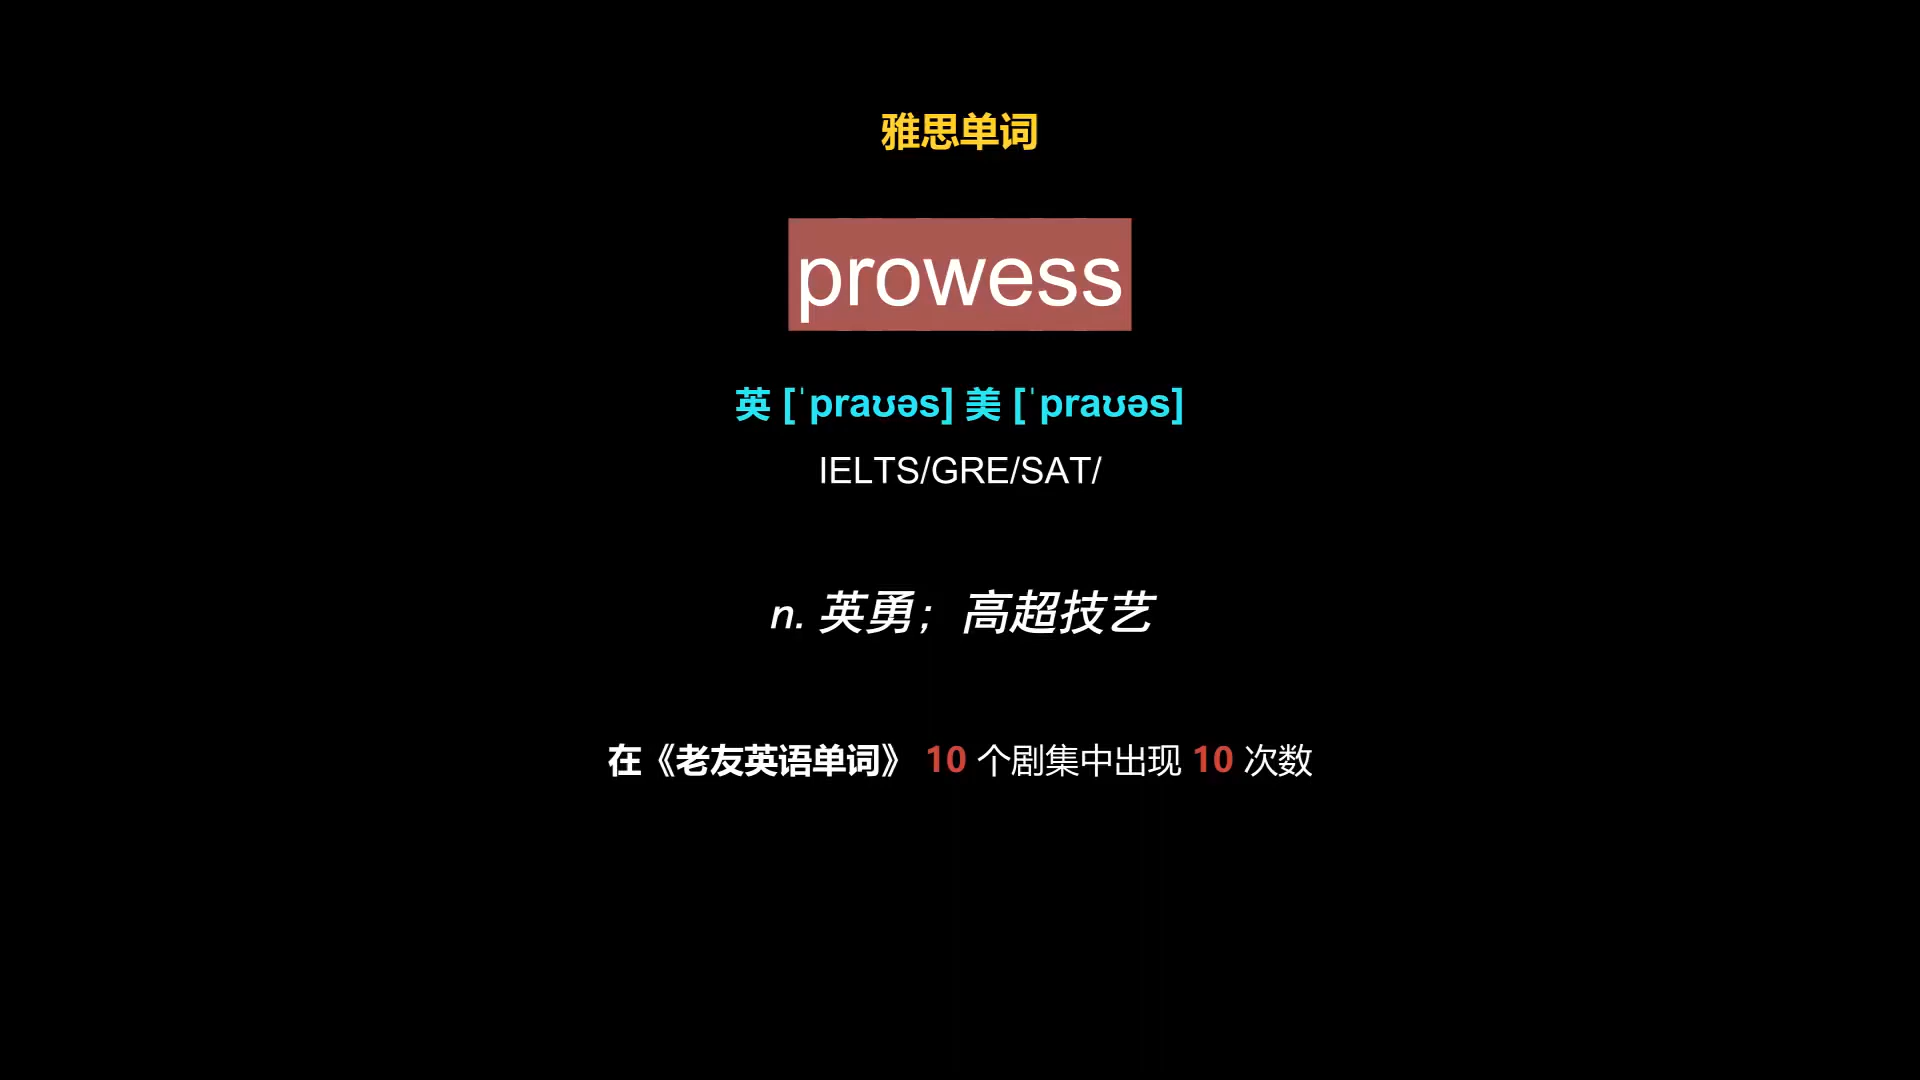 雅思单词
prowess
英 [ˈpraʊəs] 美 [ˈpraʊəs]
IELTS/GRE/SAT/
n. 英勇；高超技艺
在《老友英语单词》 10 个剧集中出现 10 次数